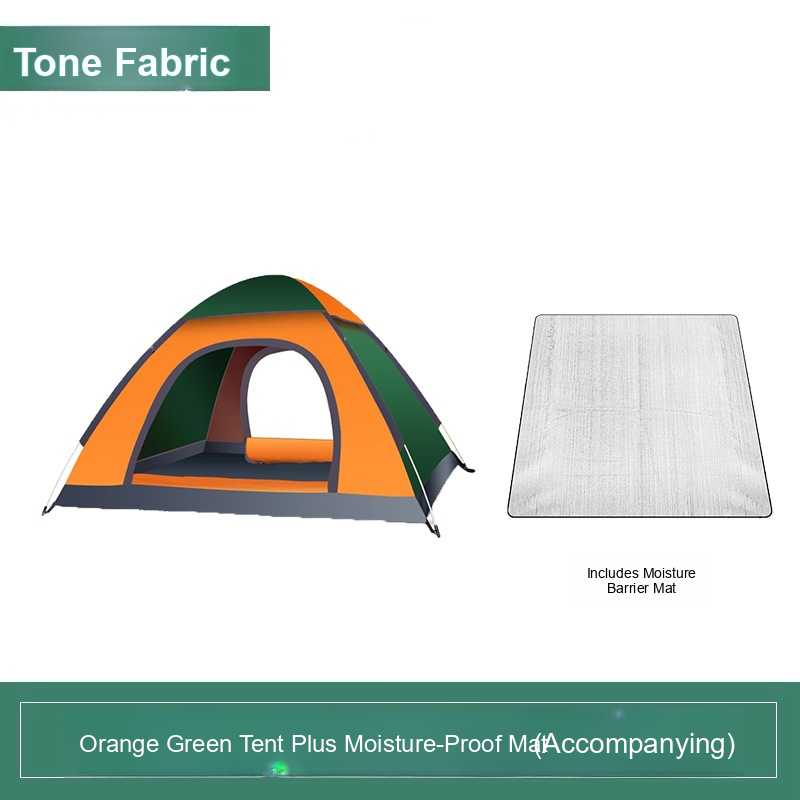 Tone Fabric
Includes Moisture
Barrier Mat
Orange Green Tent Plus Moisture-Proof Mat (Accompanying)